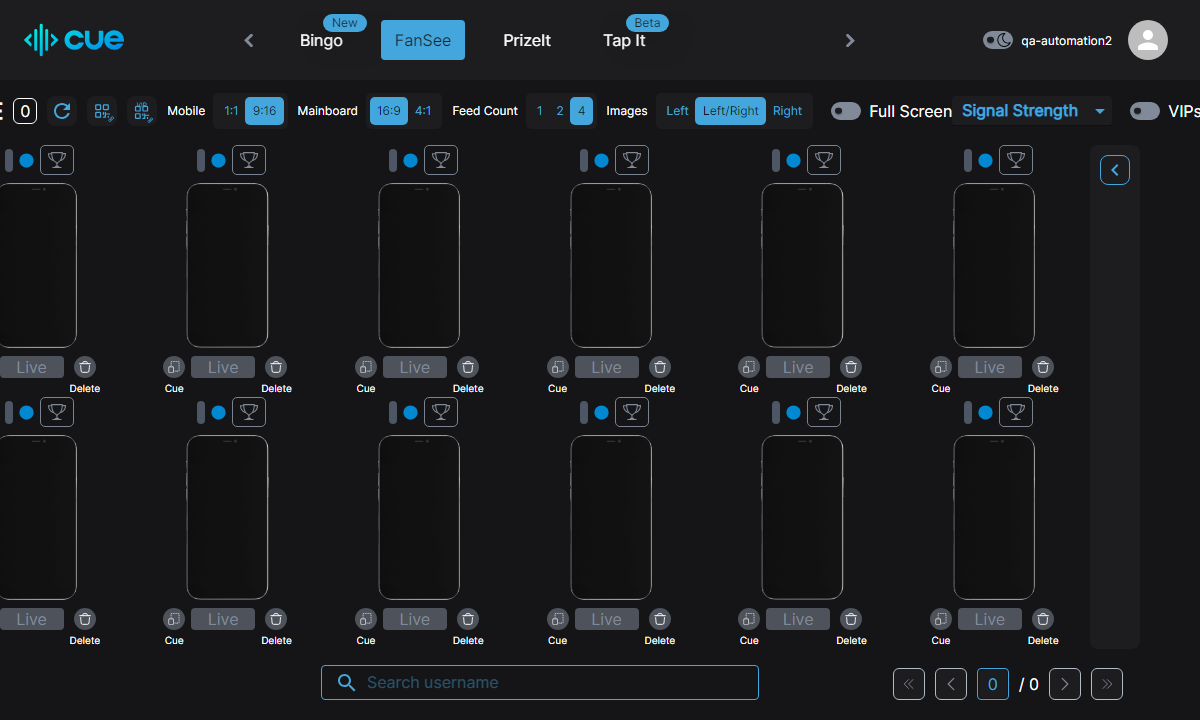 New
Beta
cue
Bingo
FanSee
PrizeIt
Tap It
qa-automation2
0
Mobile
1:1
9:16
Mainboard
16:9
4:1
Feed Count
1
2
4
Images
Left
Left/Right
Right
Full Screen
Signal Strength
VIPs
Live
Live
Live
Live
Live
Live
Delete
Cue
Delete
Cue
Delete
Cue
Delete
Cue
Delete
Cue
Delete
Live
Live
Live
Live
Live
Live
Delete
Cue
Delete
Cue
Delete
Cue
Delete
Cue
Delete
Cue
Delete
Search username
0
/ 0